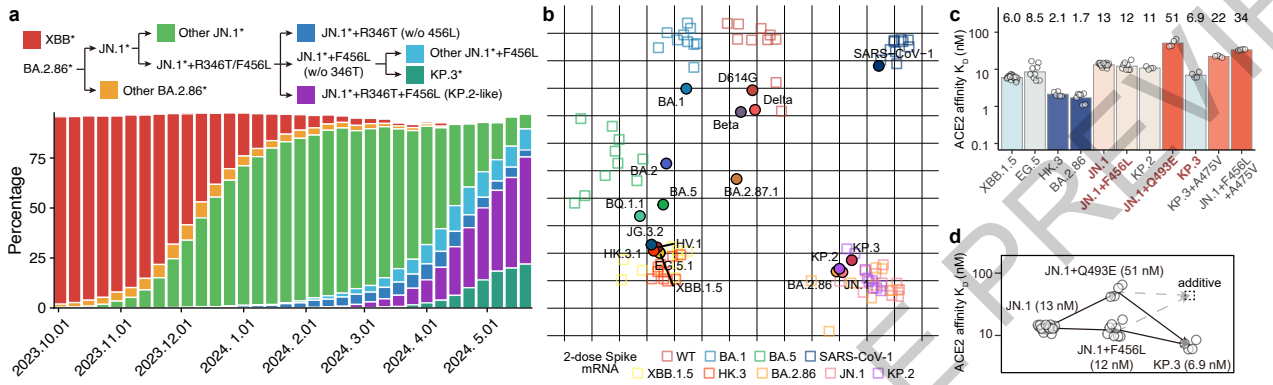 a
XBB*
BA.2.86*
JN.1*
Other BA.2.86*
Other JN.1*
JN.1*+R346T/F456L
JN.1*+R346T (w/o 456L)
JN.1*+F456L
(w/o 346T)
JN.1*+R346T+F456L (KP.2-like)
Other JN.1*+F456L
KP.3*
Percentage
75
50
25
0
2023.10.01
2023.11.01
2023.12.01
2024. 1.01
2024. 2.01
2024. 3.01
2024. 4.01
2024. 5.01
b
SARS-CoV-1
D614G
BA.1
Delta
Beta
BA.2
BA.2.87.1
BA.5
BQ.1.1
JG.3.2
HV.1
HK.3.1
EG.5.1
XBB.1.5
KP.3
KP.2
BA.2.86
JN.1
2-dose Spike
mRNA
WT
BA.1
BA.5
SARS-CoV-1
XBB.1.5
HK.3
BA.2.86
JN.1
KP.2
c
6.0 8.5 2.1 1.7 13 12 11 51 6.9 22 34
ACE2 affinity K_D (nM)
100
10
1
0.1
XBB.1.5
EG.5
HK.3
BA.2.86
JN.1
JN.1+F456L
KP.2
JN.1+Q493E
KP.3
KP.3+A475V
JN.1+F456L
+A475V
d
ACE2 affinity K_D (nM)
100
10
JN.1+Q493E (51 nM)
additive
JN.1 (13 nM)
JN.1+F456L
(12 nM)
KP.3 (6.9 nM)
E PREVIE